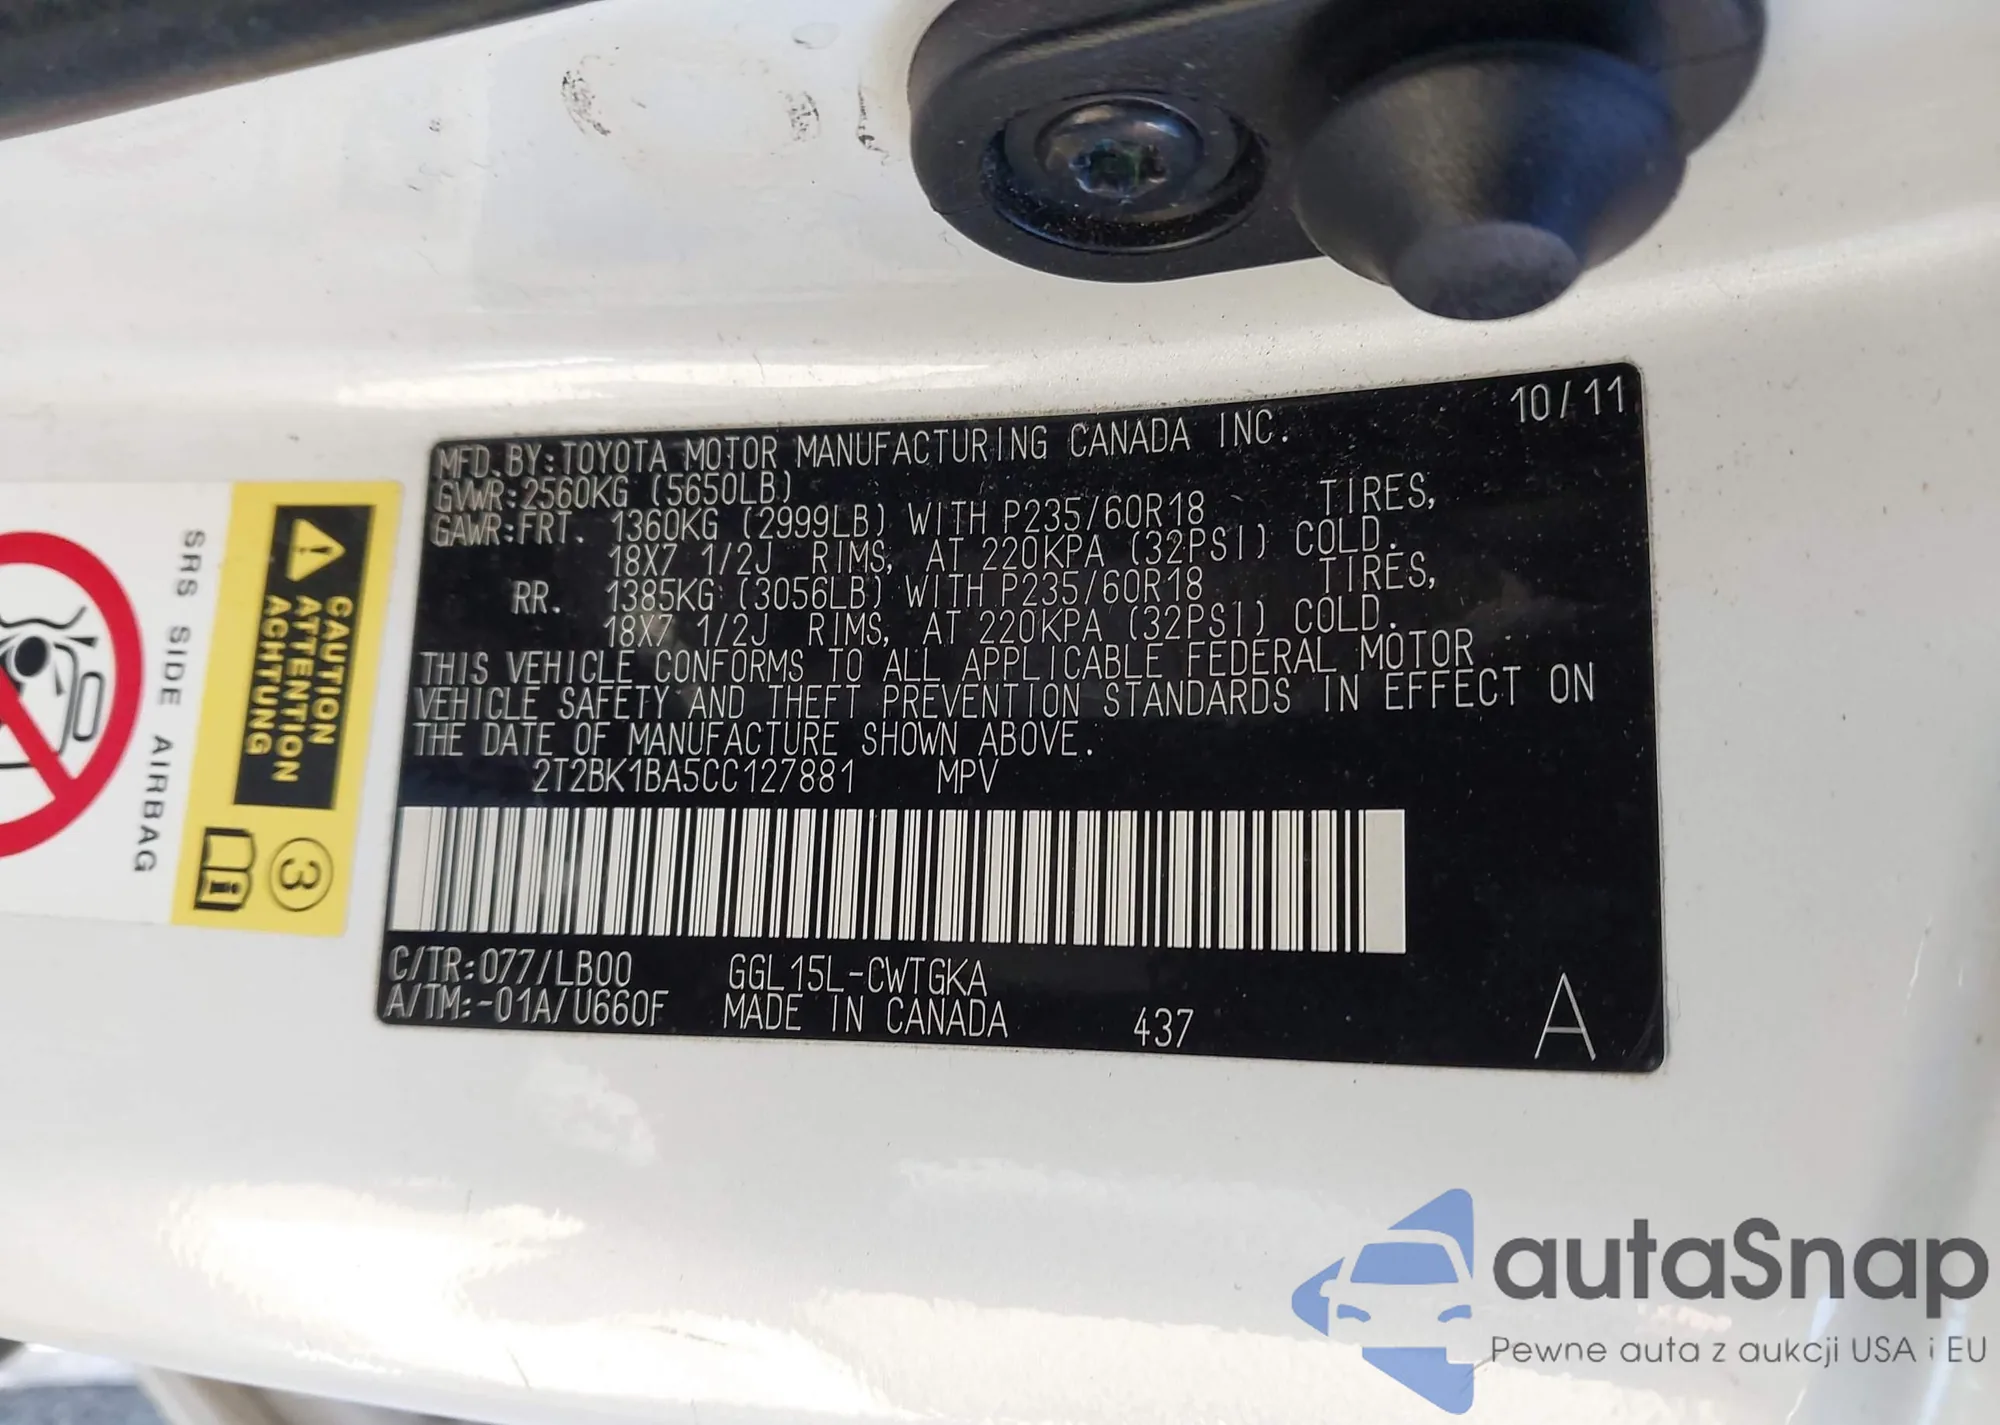 10/11
MFD.BY:TOYOTA MOTOR MANUFACTURING CANADA INC.
GVWR:2560KG (5650LB)
GAWR:FRT. 1360KG (2999LB) WITH P235/60R18 TIRES,
18X7 1/2J RIMS, AT 220KPA (32PSI) COLD.
RR. 1385KG (3056LB) WITH P235/60R18 TIRES,
18X7 1/2J RIMS, AT 220KPA (32PSI) COLD.
THIS VEHICLE CONFORMS TO ALL APPLICABLE FEDERAL MOTOR
VEHICLE SAFETY AND THEFT PREVENTION STANDARDS IN EFFECT ON
THE DATE OF MANUFACTURE SHOWN ABOVE.
2T2BK1BA5CC127881 MPV
C/TR:077/LB00 GGL15L-CWTGKA
A/TM:-01A/U660F MADE IN CANADA 437 A
CAUTION
ATTENTION
ACHTUNG
3
SRS SIDE AIRBAG
autaSnap
Pewne auta z aukcji USA i EU